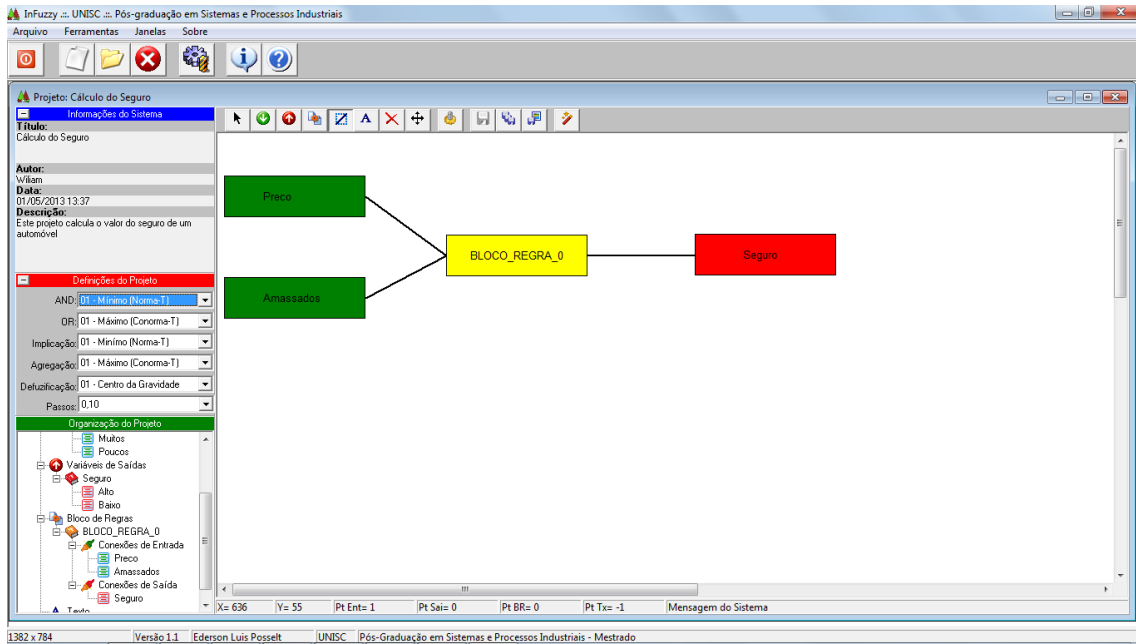 InFuzzy .::. UNISC .::. Pós-graduação em Sistemas e Processos Industriais
Arquivo Ferramentas Janelas Sobre
Projeto: Cálculo do Seguro
Informações do Sistema
Título:
Cálculo do Seguro
Autor:
Wiliam
Data:
01/05/2013 13:37
Descrição:
Este projeto calcula o valor do seguro de um
automóvel
Definições do Projeto
AND: 01 - Mínimo (Norma-T)
OR: 01 - Máximo (Conorma-T)
Implicação: 01 - Minímo (Norma-T)
Agregação: 01 - Máximo (Conorma-T)
Defuzificação: 01 - Centro da Gravidade
Passos: 0,10
Organização do Projeto
Muitos
Poucos
Variáveis de Saídas
Seguro
Alto
Baixo
Bloco de Regras
BLOCO_REGRA_0
Conexões de Entrada
Preco
Amassados
Conexões de Saída
Seguro
A Texto
A
Preco
Amassados
BLOCO_REGRA_0
Seguro
X= 636 Y= 55 Pt Ent= 1 Pt Sai= 0 Pt BR= 0 Pt Tx= -1 Mensagem do Sistema
1382 x 784 Versão 1.1 Ederson Luis Posselt UNISC Pós-Graduação em Sistemas e Processos Industriais - Mestrado